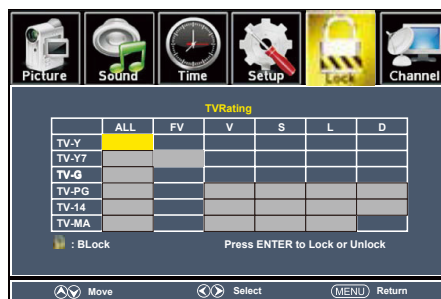 Picture Sound Time Setup Lock Channel
TVRating
ALL FV V S L D
TV-Y
TV-Y7
TV-G
TV-PG
TV-14
TV-MA
: BLock Press ENTER to Lock or Unlock
Move Select MENU Return